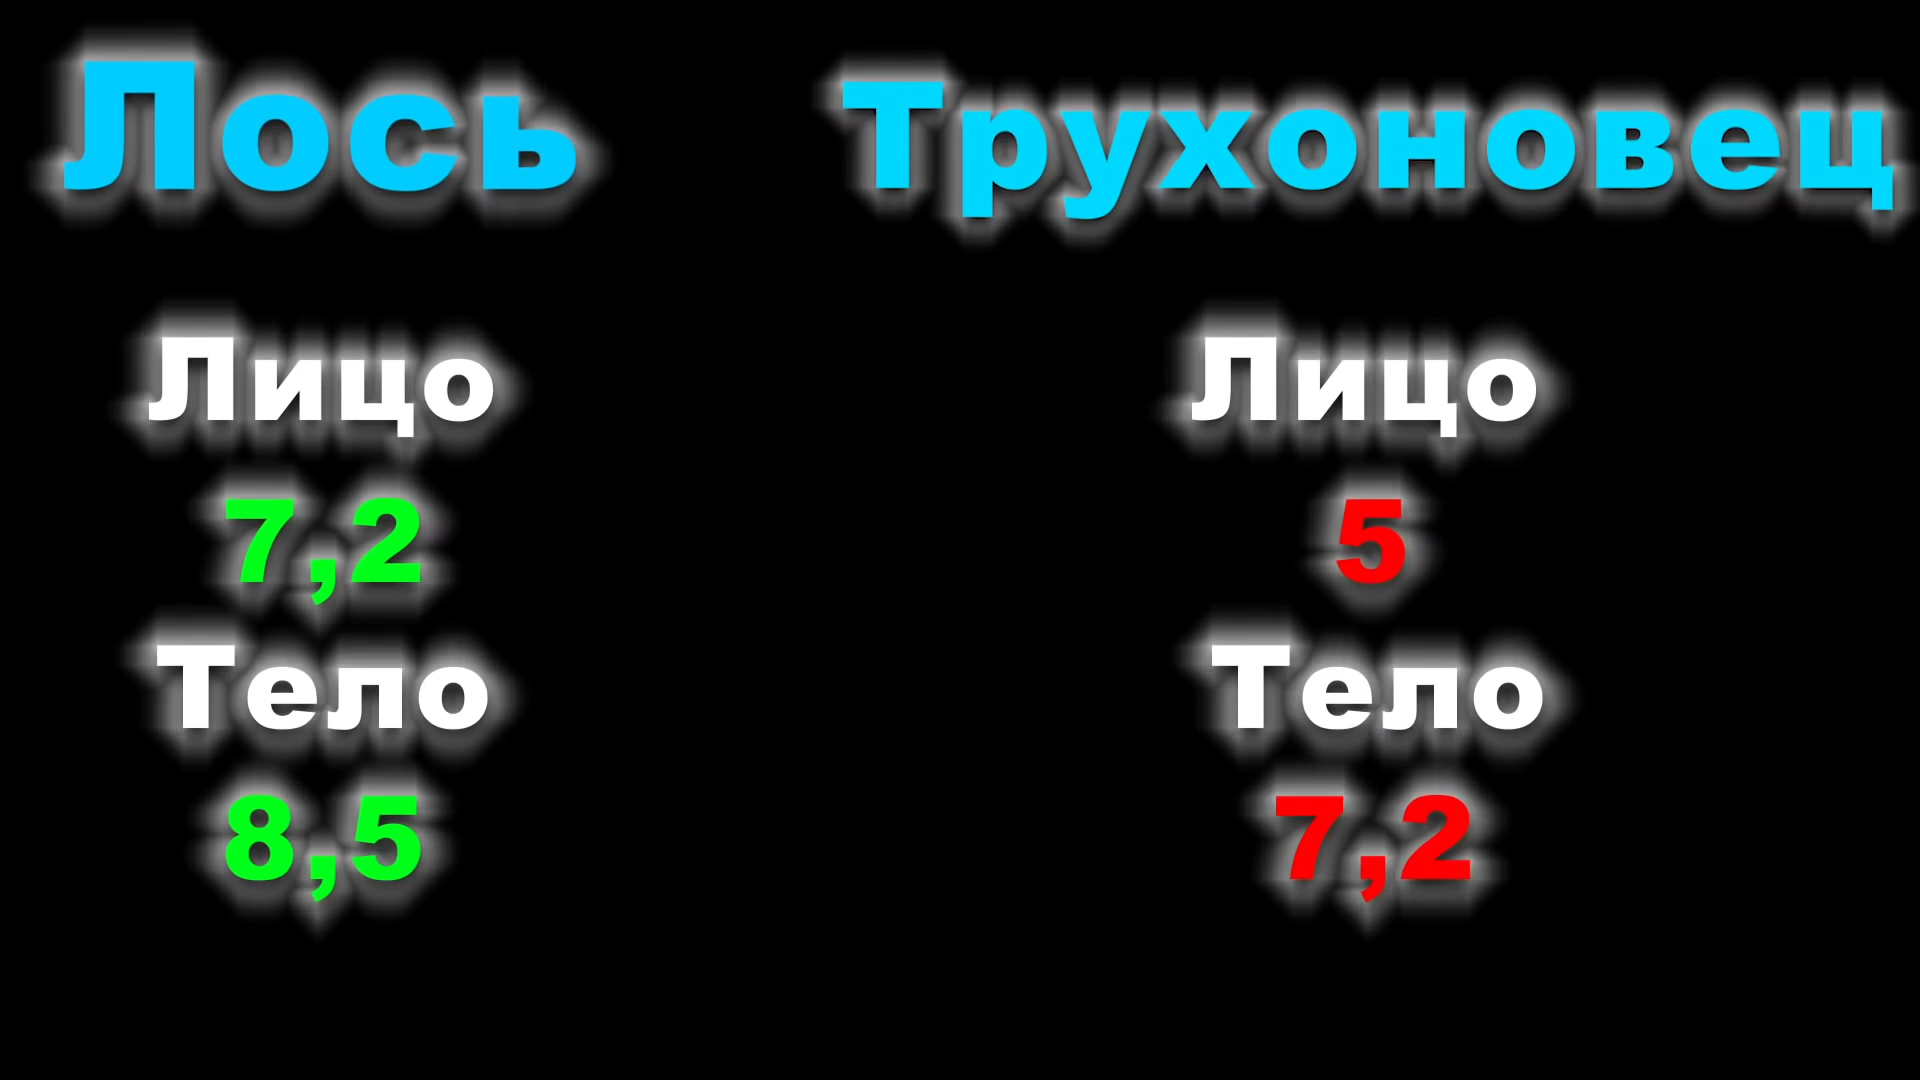 Лось
Трухоновец
Лицо
7,2
Тело
8,5
Лицо
5
Тело
7,2